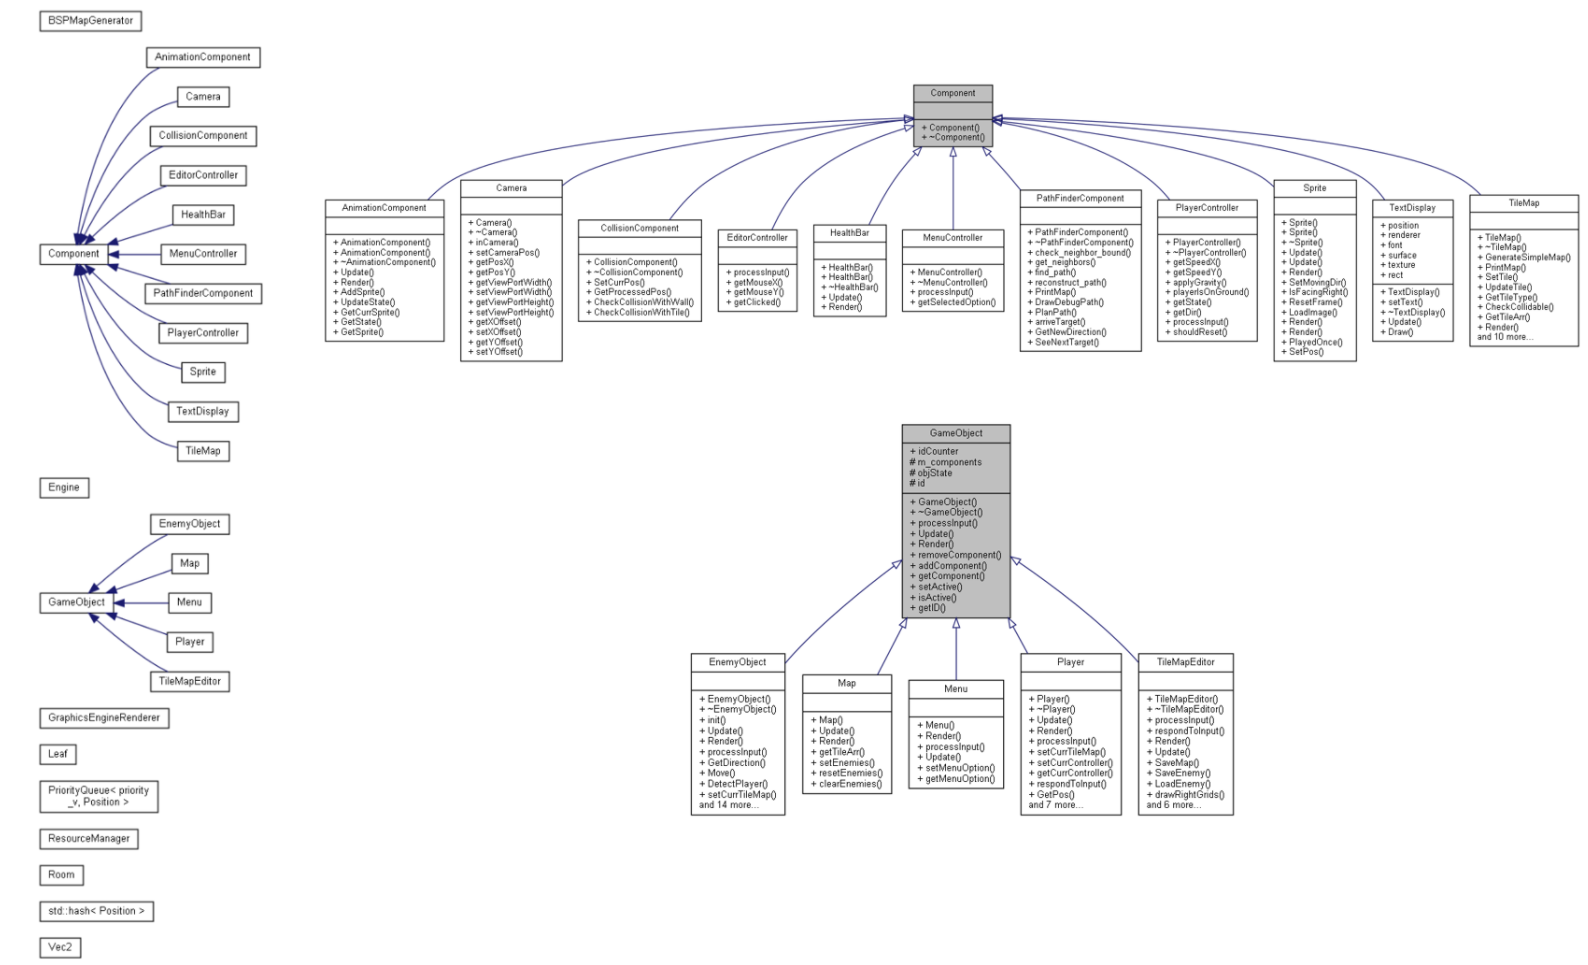 BSPMapGenerator
AnimationComponent
Camera
CollisionComponent
EditorController
HealthBar
Component
MenuController
PathFinderComponent
PlayerController
Sprite
TextDisplay
TileMap
Engine
EnemyObject
Map
GameObject
Menu
Player
TileMapEditor
GraphicsEngineRenderer
Leaf
PriorityQueue< priority
_v, Position >
ResourceManager
Room
std::hash< Position >
Vec2
Component
+ Component()
+ ~Component()
AnimationComponent
+ AnimationComponent()
+ AnimationComponent()
+ ~AnimationComponent()
+ Update()
+ Render()
+ AddSprite()
+ UpdateState()
+ GetCurrSprite()
+ GetState()
+ GetSprite()
Camera
+ Camera()
+ ~Camera()
+ inCamera()
+ setCameraPos()
+ getPosX()
+ getPosY()
+ getViewPortWidth()
+ setViewPortWidth()
+ getViewPortHeight()
+ setViewPortHeight()
+ getXOffset()
+ setXOffset()
+ getYOffset()
+ setYOffset()
CollisionComponent
+ CollisionComponent()
+ ~CollisionComponent()
+ SetCurrPos()
+ GetProcessedPos()
+ CheckCollisionWithWall()
+ CheckCollisionWithTile()
EditorController
+ processInput()
+ getMouseX()
+ getMouseY()
+ getClicked()
HealthBar
+ HealthBar()
+ HealthBar()
+ ~HealthBar()
+ Update()
+ Render()
MenuController
+ MenuController()
+ ~MenuController()
+ processInput()
+ getSelectedOption()
PathFinderComponent
+ PathFinderComponent()
+ ~PathFinderComponent()
+ check_neighbor_bound()
+ get_neighbors()
+ find_path()
+ reconstruct_path()
+ PrintMap()
+ DrawDebugPath()
+ PlanPath()
+ arriveTarget()
+ GetNewDirection()
+ SeeNextTarget()
PlayerController
+ PlayerController()
+ ~PlayerController()
+ getSpeedX()
+ getSpeedY()
+ applyGravity()
+ playerIsOnGround()
+ getState()
+ getDir()
+ processInput()
+ shouldReset()
Sprite
+ Sprite()
+ Sprite()
+ ~Sprite()
+ Update()
+ Update()
+ Render()
+ SetMovingDir()
+ IsFacingRight()
+ ResetFrame()
+ LoadImage()
+ Render()
+ Render()
+ PlayedOnce()
+ SetPos()
TextDisplay
+ position
+ renderer
+ font
+ surface
+ texture
+ rect
+ TextDisplay()
+ setText()
+ ~TextDisplay()
+ Update()
+ Draw()
TileMap
+ TileMap()
+ ~TileMap()
+ GenerateSimpleMap()
+ PrintMap()
+ SetTile()
+ UpdateTile()
+ GetTileType()
+ CheckCollidable()
+ GetTileArr()
+ Render()
and 10 more...
GameObject
+ idCounter
# m_components
# objState
# id
+ GameObject()
+ ~GameObject()
+ processInput()
+ Update()
+ Render()
+ removeComponent()
+ addComponent()
+ getComponent()
+ setActive()
+ isActive()
+ getID()
EnemyObject
+ EnemyObject()
+ ~EnemyObject()
+ init()
+ Update()
+ Render()
+ processInput()
+ GetDirection()
+ Move()
+ DetectPlayer()
+ setCurrTileMap()
and 14 more...
Map
+ Map()
+ Update()
+ Render()
+ getTileArr()
+ setEnemies()
+ resetEnemies()
+ clearEnemies()
Menu
+ Menu()
+ Render()
+ processInput()
+ Update()
+ setMenuOption()
+ getMenuOption()
Player
+ Player()
+ ~Player()
+ Update()
+ Render()
+ processInput()
+ setCurrTileMap()
+ setCurrController()
+ getCurrController()
+ respondToInput()
+ GetPos()
and 7 more...
TileMapEditor
+ TileMapEditor()
+ ~TileMapEditor()
+ processInput()
+ respondToInput()
+ Render()
+ Update()
+ SaveMap()
+ SaveEnemy()
+ LoadEnemy()
+ drawRightGrids()
and 6 more...